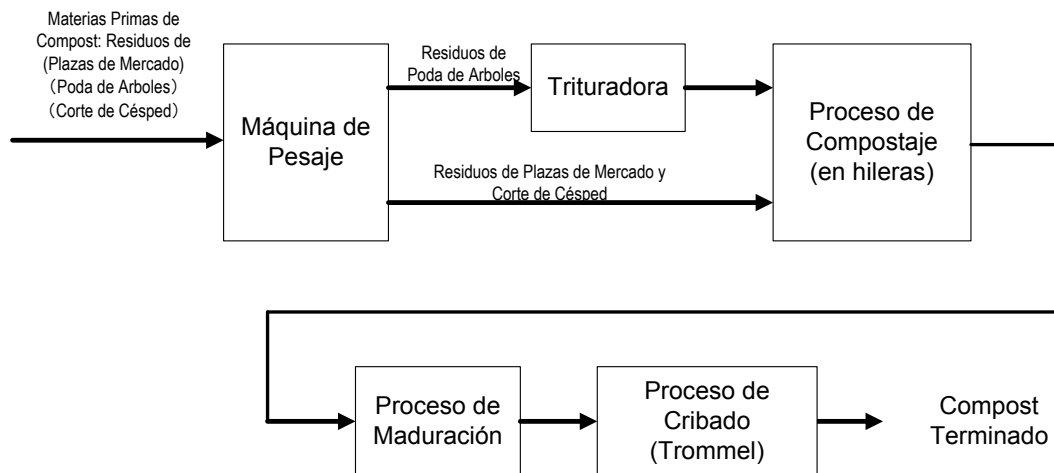 Materias Primas de
Compost: Residuos de
(Plazas de Mercado)
（Poda de Arboles）
（Corte de Césped）
Máquina de
Pesaje
Residuos de
Poda de Arboles
Trituradora
Residuos de Plazas de Mercado y
Corte de Césped
Proceso de
Compostaje
(en hileras)
Proceso de
Maduración
Proceso de
Cribado
(Trommel)
Compost
Terminado